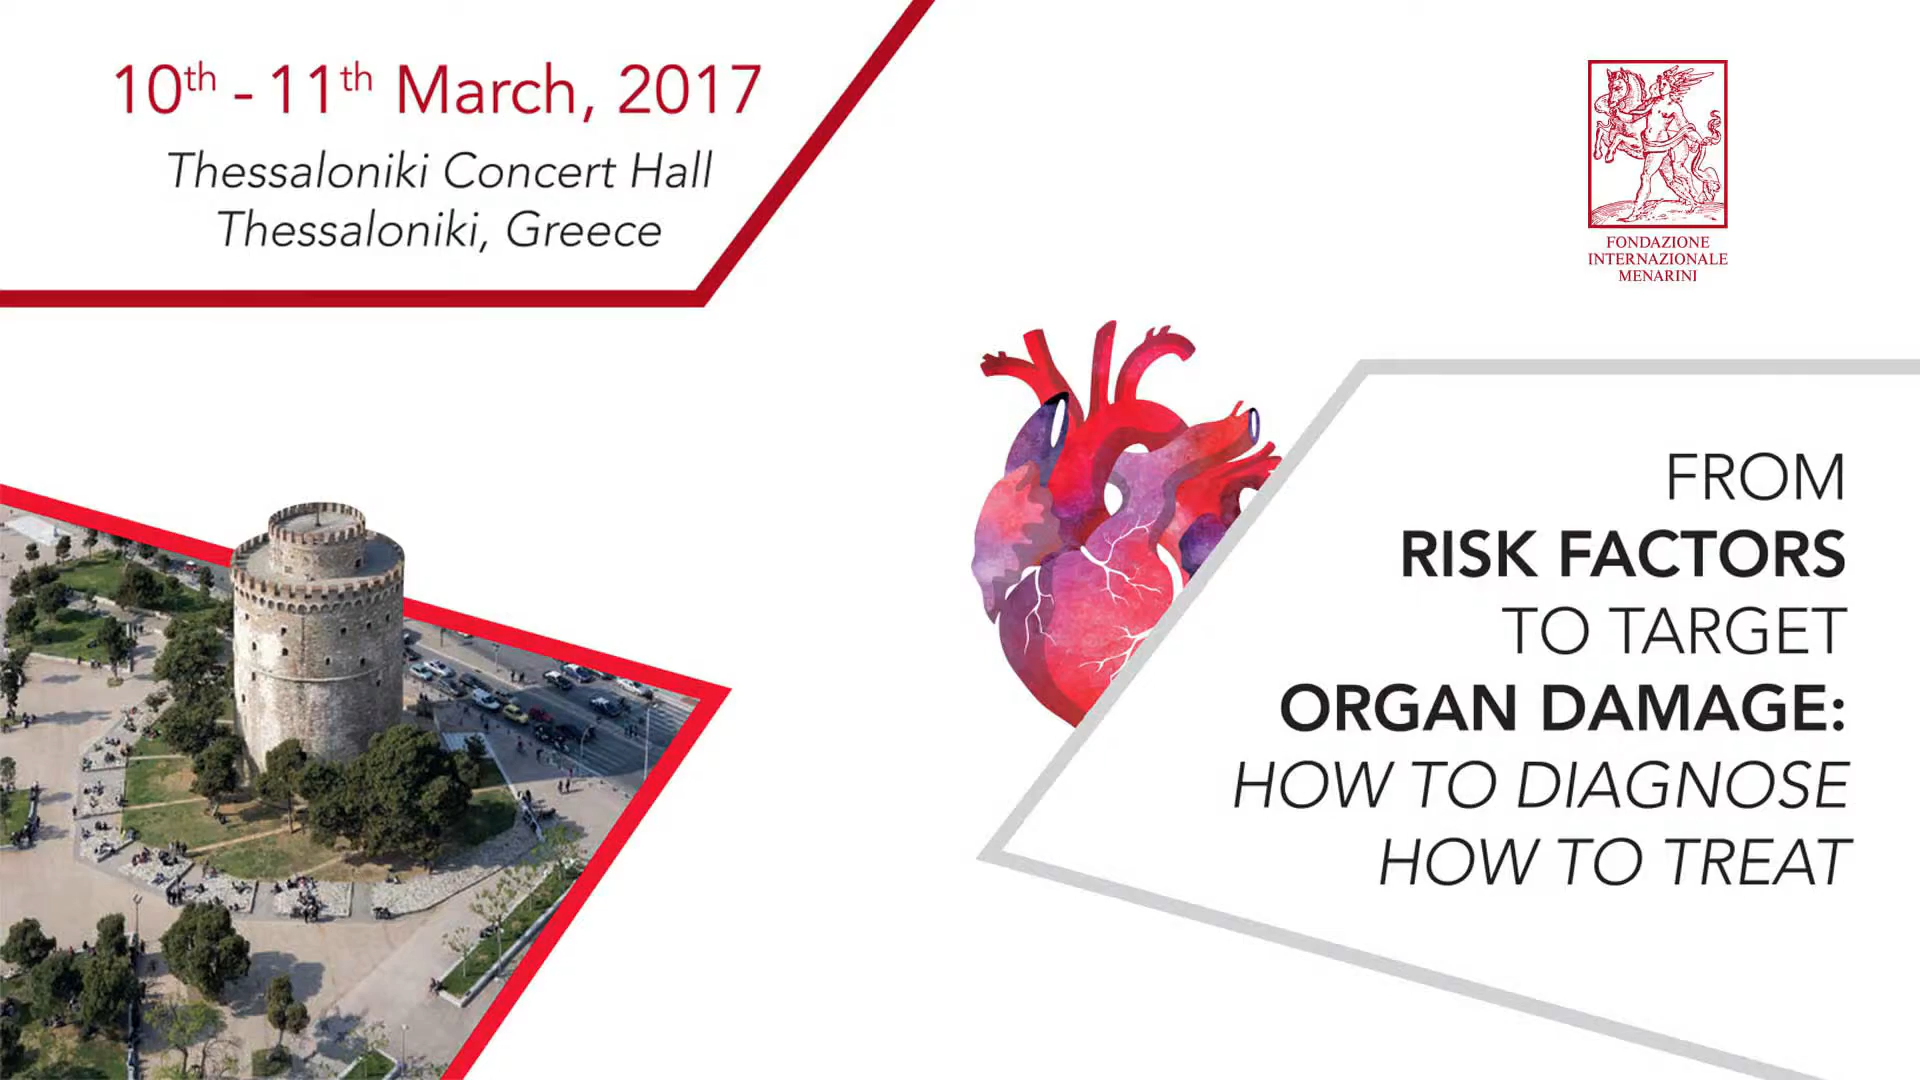 10th - 11th March, 2017
Thessaloniki Concert Hall
Thessaloniki, Greece
FONDAZIONE
INTERNAZIONALE
MENARINI
FROM
RISK FACTORS
TO TARGET
ORGAN DAMAGE:
HOW TO DIAGNOSE
HOW TO TREAT